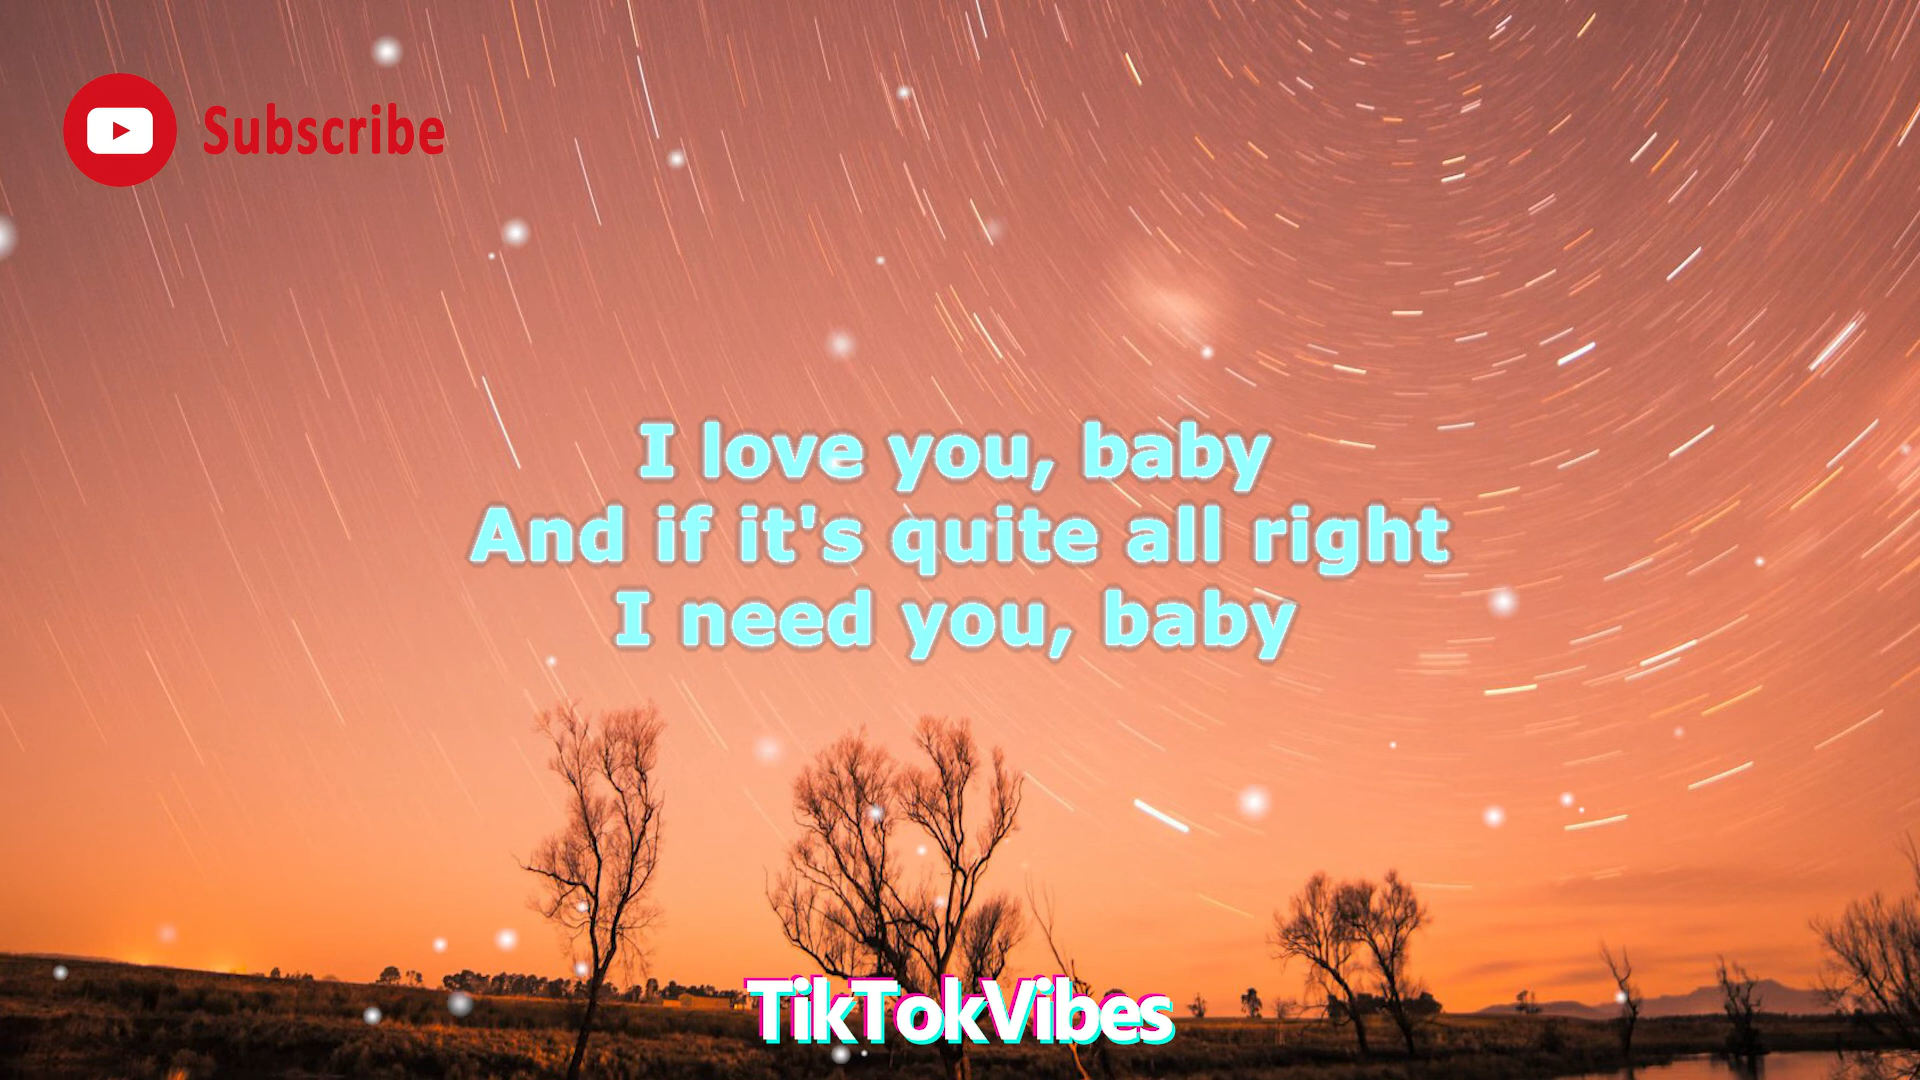 Subscribe
I love you, baby
And if it's quite all right
I need you, baby
TikTokVibes